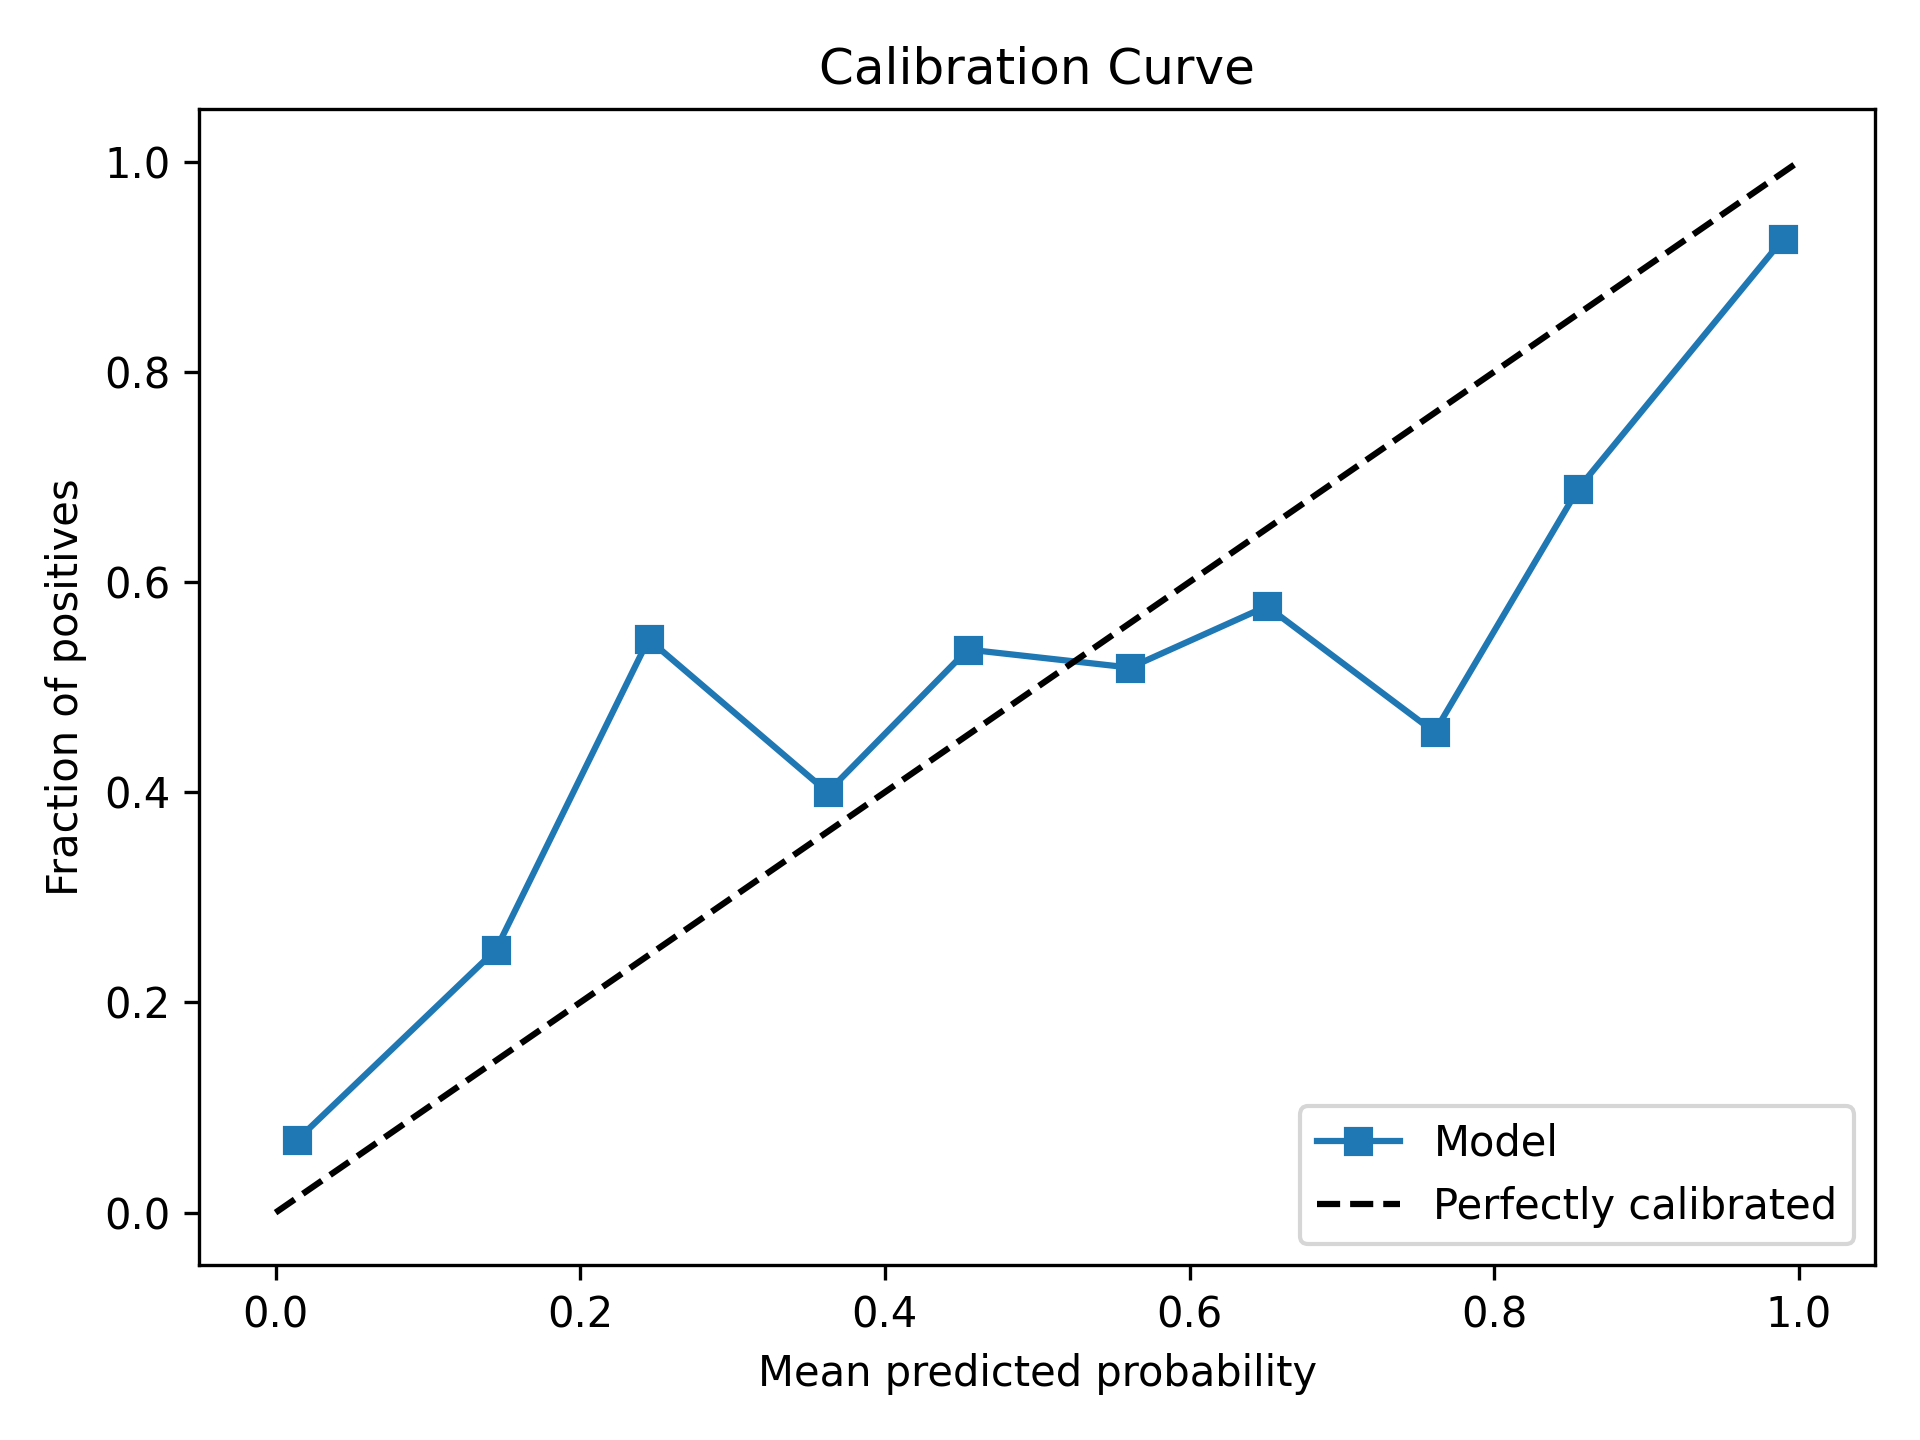 Calibration Curve
1.0
0.8
0.6
0.4
0.2
0.0
Fraction of positives
0.0 0.2 0.4 0.6 0.8 1.0
Mean predicted probability
Model
Perfectly calibrated